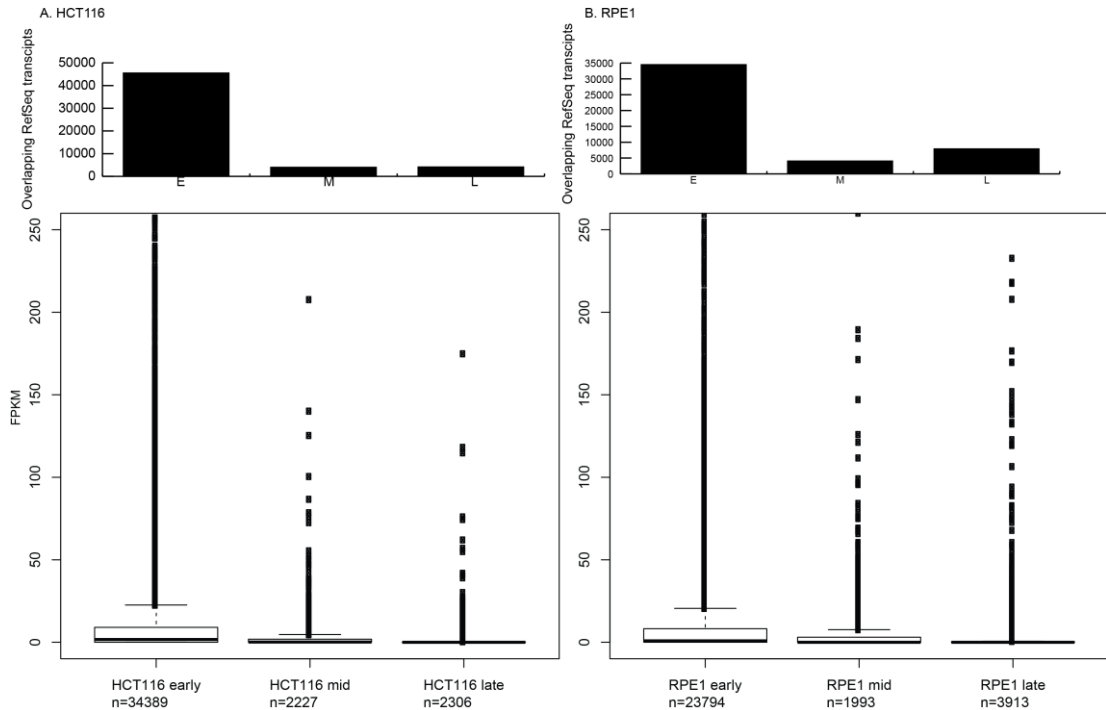 A. HCT116
Overlapping RefSeq transcipts
50000
40000
30000
20000
10000
0
E M L
FPKM
250
200
150
100
50
0
HCT116 early HCT116 mid HCT116 late
n=34389 n=2227 n=2306
B. RPE1
Overlapping RefSeq transcipts
35000
30000
25000
20000
15000
10000
5000
0
E M L
250
200
150
100
50
0
RPE1 early RPE1 mid RPE1 late
n=23794 n=1993 n=3913